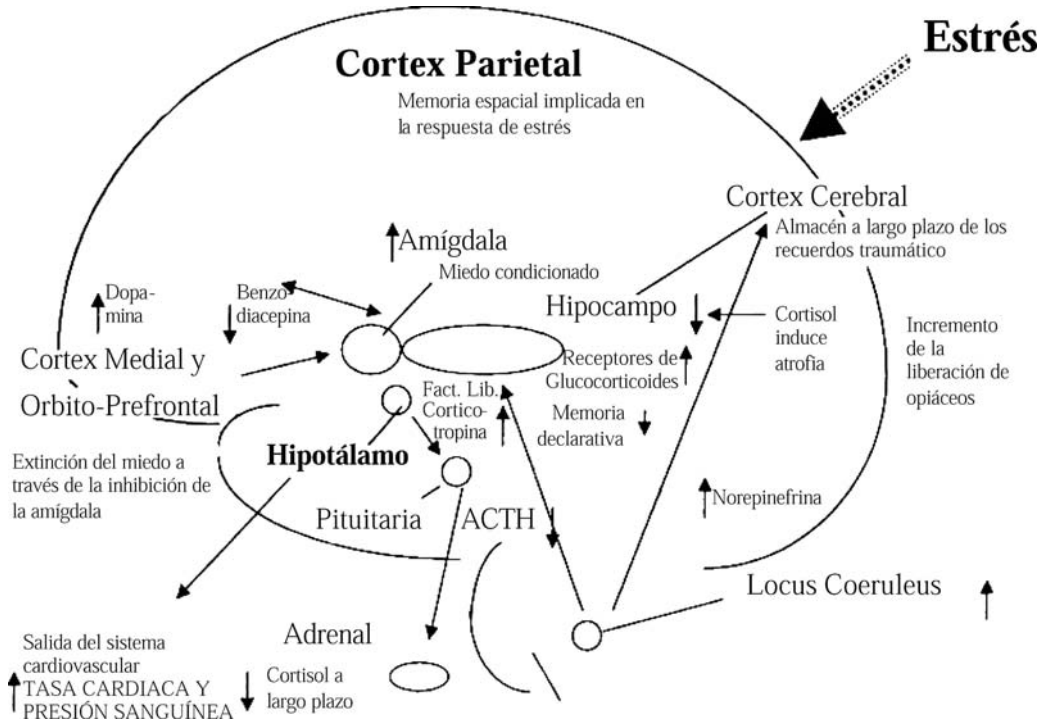 Estrés
Cortex Parietal
Memoria espacial implicada en
la respuesta de estrés
Cortex Cerebral
Almacén a largo plazo de los
recuerdos traumático
Amígdala
Miedo condicionado
Dopa-
mina
Benzo-
diacepina
Hipocampo
Cortisol
induce
atrofia
Incremento
de la
liberación de
opiáceos
Cortex Medial y
Orbito-Prefrontal
Receptores de
Glucocorticoides
Fact. Lib.
Cortico-
tropina
Memoria
declarativa
Hipotálamo
Extinción del miedo a
través de la inhibición de
la amígdala
Pituitaria
ACTH
Norepinefrina
Locus Coeruleus
Adrenal
Salida del sistema
cardiovascular
TASA CARDIACA Y
PRESIÓN SANGUÍNEA
Cortisol a
largo plazo